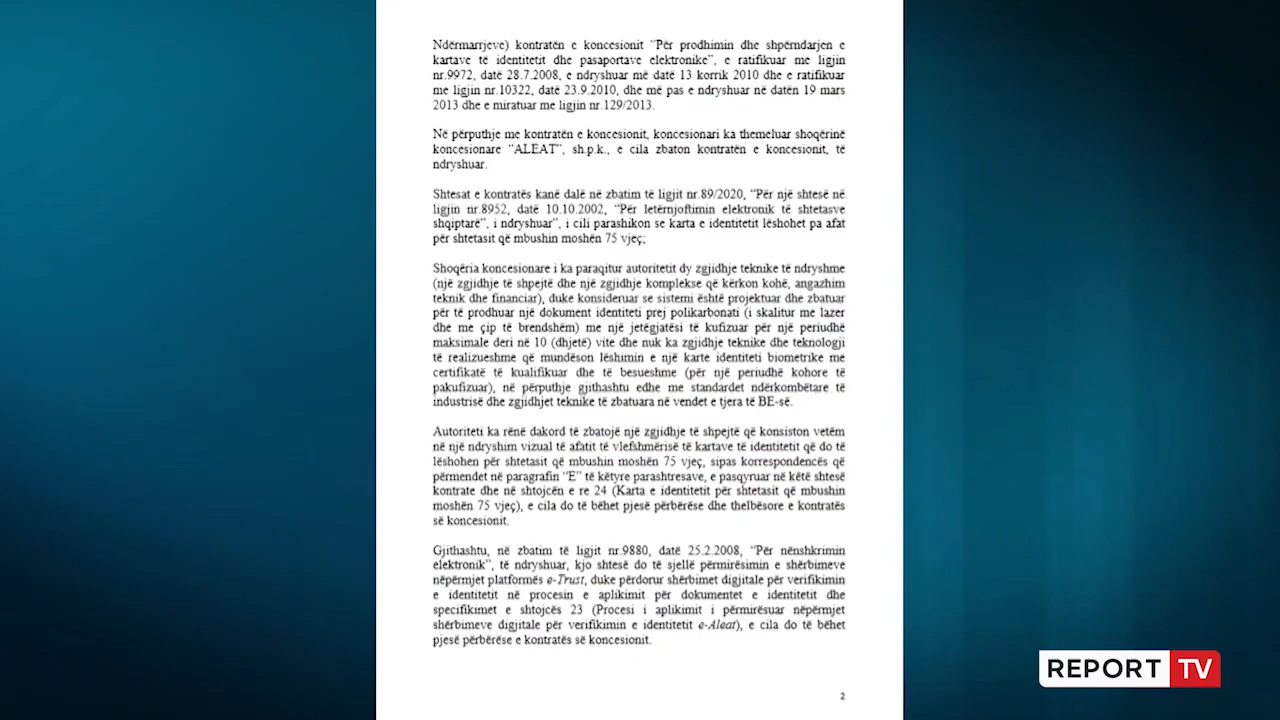 Ndërmarrjeve) kontratën e koncesionit "Për prodhimin dhe shpërndarjen e
kartave të identitetit dhe pasaportave elektronike", e ratifikuar me ligjin
nr.9972, datë 28.7.2008, e ndryshuar më datë 13 korrik 2010 dhe e ratifikuar
me ligjin nr.10322, datë 23.9.2010, dhe më pas e ndryshuar në datën 19 mars
2013 dhe e miratuar me ligjin nr.129/2013.
Në përputhje me kontratën e koncesionit, koncesionari ka themeluar shoqërinë
koncesionare "ALEAT", sh.p.k., e cila zbaton kontratën e koncesionit, të
ndryshuar.
Shtesat e kontratës kanë dalë në zbatim të ligjit nr.89/2020, "Për një shtesë në
ligjin nr.8952, datë 10.10.2002, "Për letërnjoftimin elektronik të shtetasve
shqiptarë", i ndryshuar", i cili parashikon se karta e identitetit lëshohet pa afat
për shtetasit që mbushin moshën 75 vjeç;
Shoqëria koncesionare i ka paraqitur autoritetit dy zgjidhje teknike të ndryshme
(një zgjidhje të shpejtë dhe një zgjidhje komplekse që kërkon kohë, angazhim
teknik dhe financiar), duke konsideruar se sistemi është projektuar dhe zbatuar
për të prodhuar një dokument identiteti prej polikarbonati (i skalitur me lazer
dhe me çip të brendshëm) me një jetëgjatësi të kufizuar për një periudhë
maksimale deri në 10 (dhjetë) vite dhe nuk ka zgjidhje teknike dhe teknologji
të realizueshme që mundëson lëshimin e një karte identiteti biometrike me
certifikatë të kualifikuar dhe të besueshme (për një periudhë kohore të
pakufizuar), në përputhje gjithashtu edhe me standardet ndërkombëtare të
industrisë dhe zgjidhjet teknike të zbatuara në vendet e tjera të BE-së.
Autoriteti ka rënë dakord të zbatojë një zgjidhje të shpejtë që konsiston vetëm
në një ndryshim vizual të afatit të vlefshmërisë të kartave të identitetit që do të
lëshohen për shtetasit që mbushin moshën 75 vjeç, sipas korrespondencës që
përmendet në paragrafin "E" të këtyre parashtresave, e pasqyruar në këtë shtesë
kontrate dhe në shtojcën e re 24 (Karta e identitetit për shtetasit që mbushin
moshën 75 vjeç), e cila do të bëhet pjesë përbërëse dhe thelbësore e kontratës
së koncesionit.
Gjithashtu, në zbatim të ligjit nr.9880, datë 25.2.2008, "Për nënshkrimin
elektronik", të ndryshuar, kjo shtesë do të sjellë përmirësimin e shërbimeve
nëpërmjet platformës e-Trust, duke përdorur shërbimet digjitale për verifikimin
e identitetit në procesin e aplikimit për dokumentet e identitetit dhe
specifikimet e shtojcës 23 (Procesi i aplikimit i përmirësuar nëpërmjet
shërbimeve digjitale për verifikimin e identitetit e-Aleat), e cila do të bëhet
pjesë përbërëse e kontratës së koncesionit.
2
REPORT TV